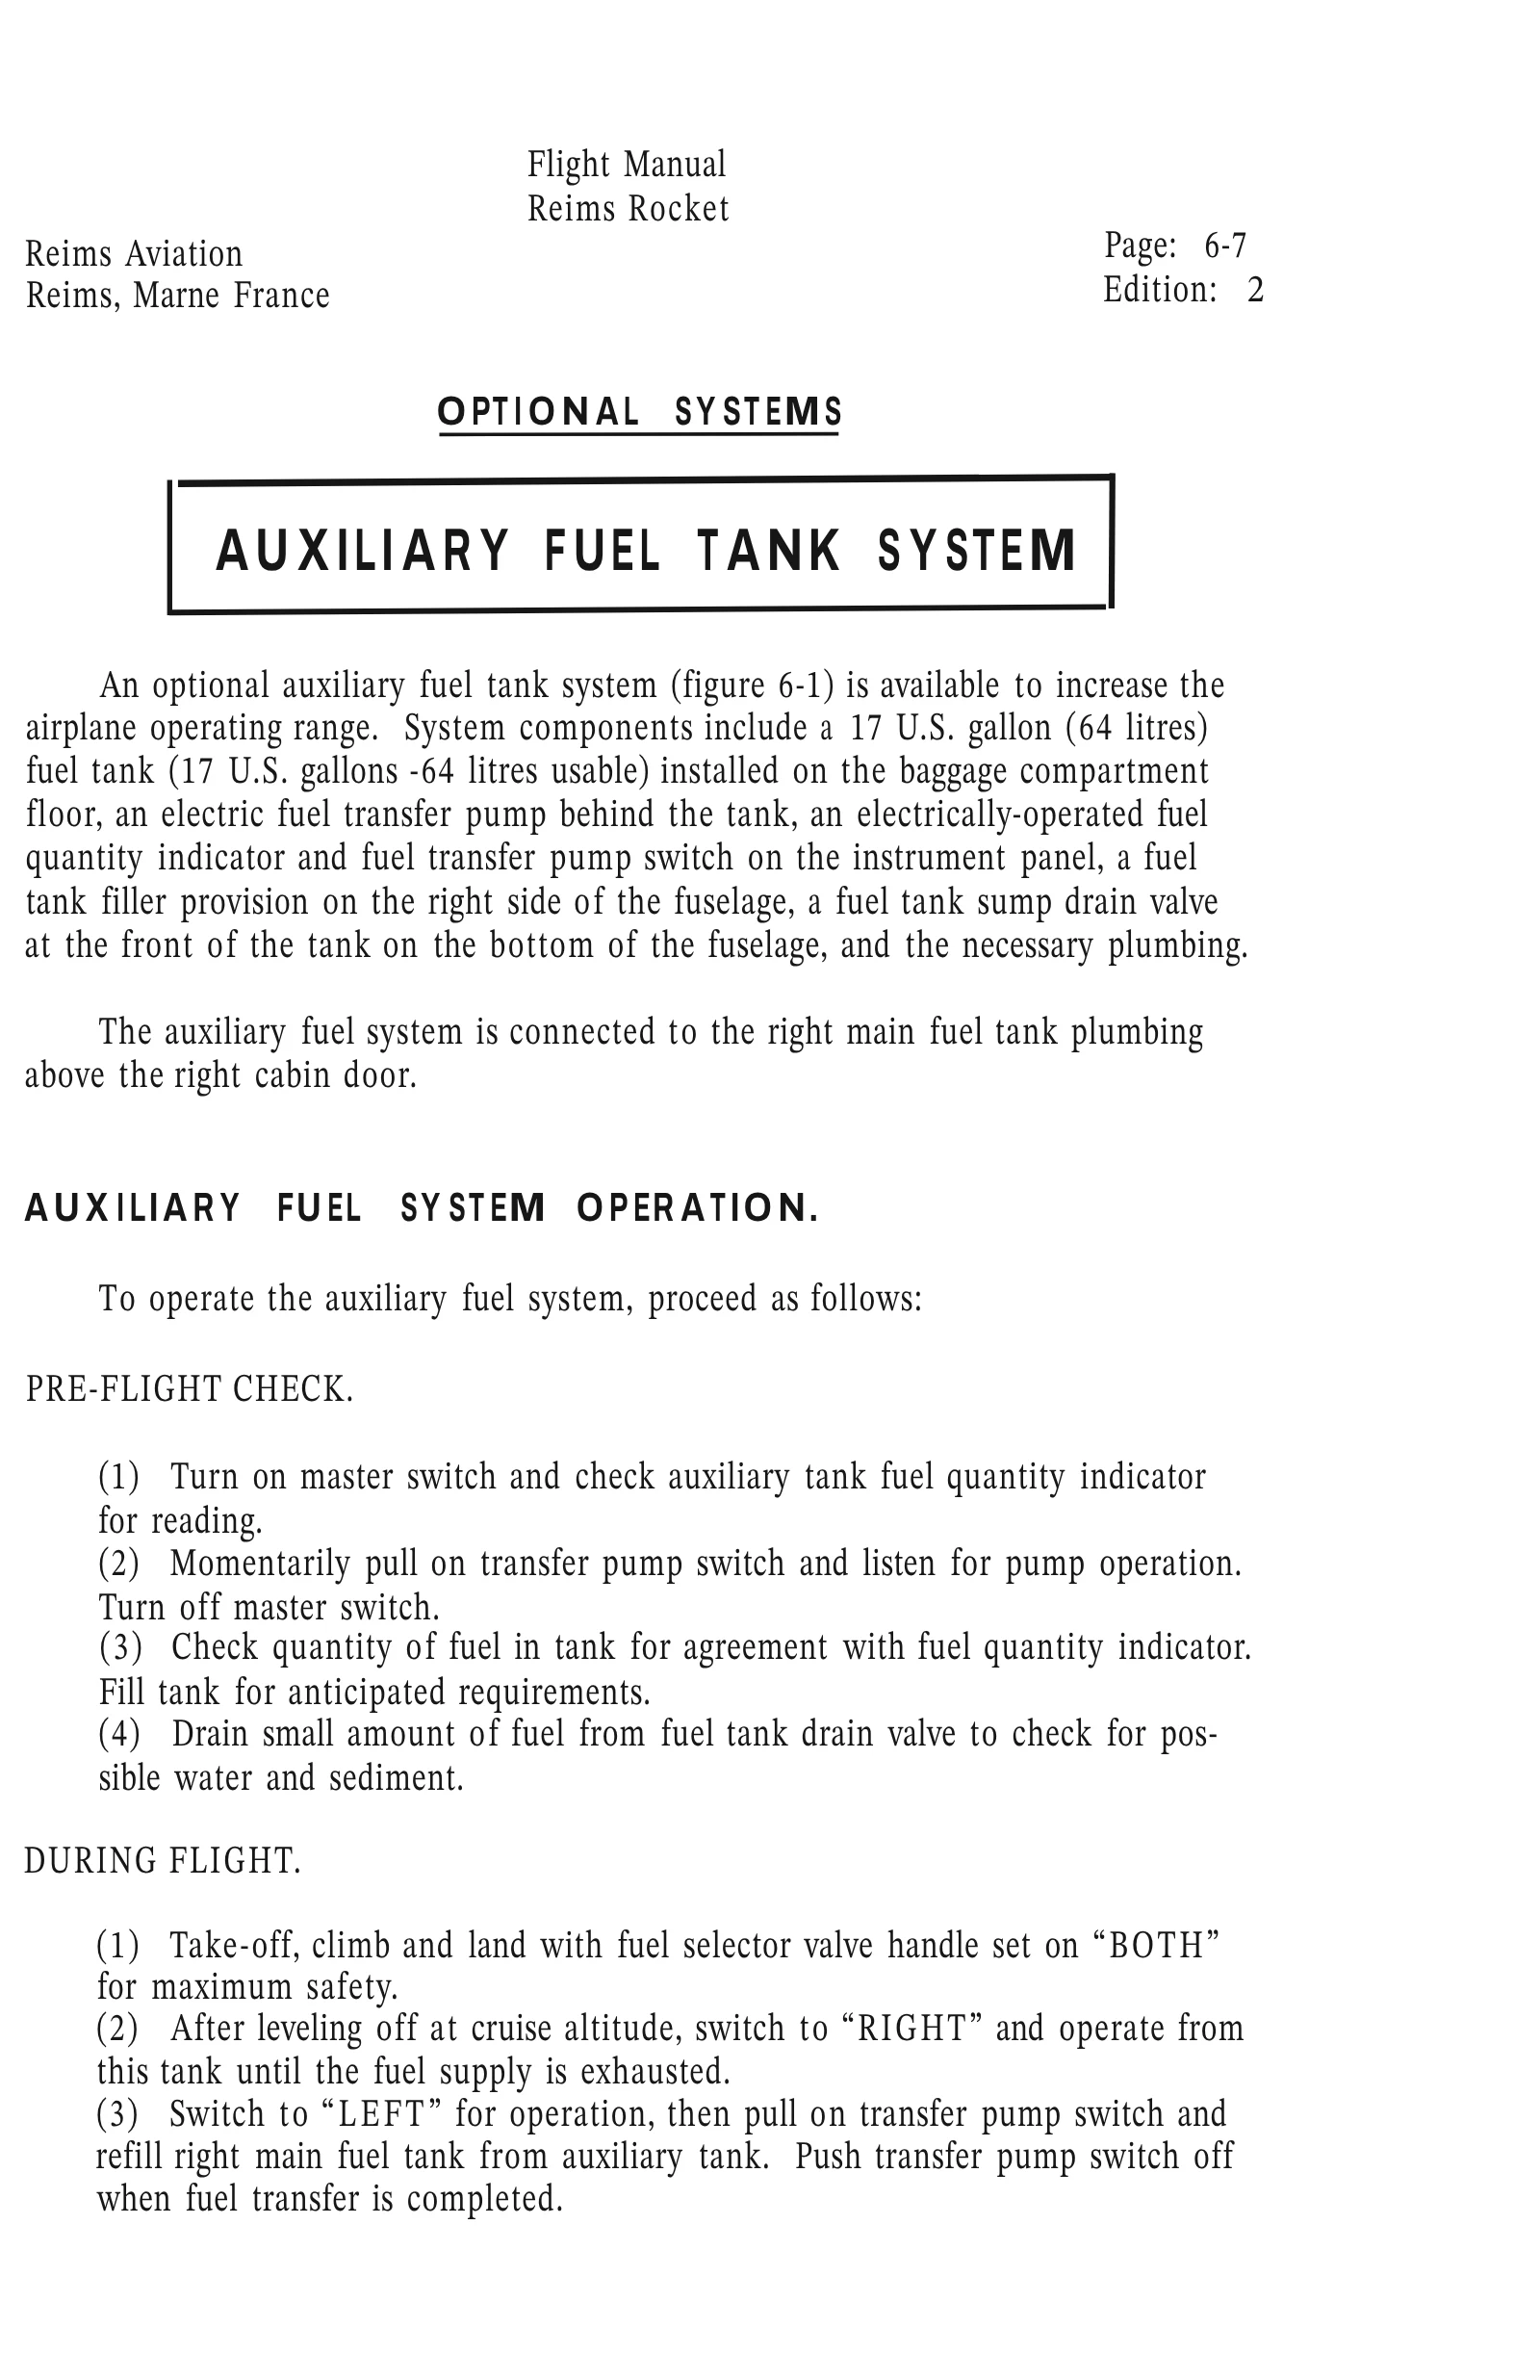 Flight Manual
Reims Rocket
Reims Aviation
Reims, Marne France
Page: 6-7
Edition: 2
OPTIONAL SYSTEMS
AUXILIARY FUEL TANK SYSTEM
An optional auxiliary fuel tank system (figure 6-1) is available to increase the
airplane operating range. System components include a 17 U.S. gallon (64 litres)
fuel tank (17 U.S. gallons -64 litres usable) installed on the baggage compartment
floor, an electric fuel transfer pump behind the tank, an electrically-operated fuel
quantity indicator and fuel transfer pump switch on the instrument panel, a fuel
tank filler provision on the right side of the fuselage, a fuel tank sump drain valve
at the front of the tank on the bottom of the fuselage, and the necessary plumbing.
The auxiliary fuel system is connected to the right main fuel tank plumbing
above the right cabin door.
AUXILIARY FUEL SYSTEM OPERATION.
To operate the auxiliary fuel system, proceed as follows:
PRE-FLIGHT CHECK.
(1) Turn on master switch and check auxiliary tank fuel quantity indicator
for reading.
(2) Momentarily pull on transfer pump switch and listen for pump operation.
Turn off master switch.
(3) Check quantity of fuel in tank for agreement with fuel quantity indicator.
Fill tank for anticipated requirements.
(4) Drain small amount of fuel from fuel tank drain valve to check for pos-
sible water and sediment.
DURING FLIGHT.
(1) Take-off, climb and land with fuel selector valve handle set on “BOTH”
for maximum safety.
(2) After leveling off at cruise altitude, switch to “RIGHT” and operate from
this tank until the fuel supply is exhausted.
(3) Switch to “LEFT” for operation, then pull on transfer pump switch and
refill right main fuel tank from auxiliary tank. Push transfer pump switch off
when fuel transfer is completed.